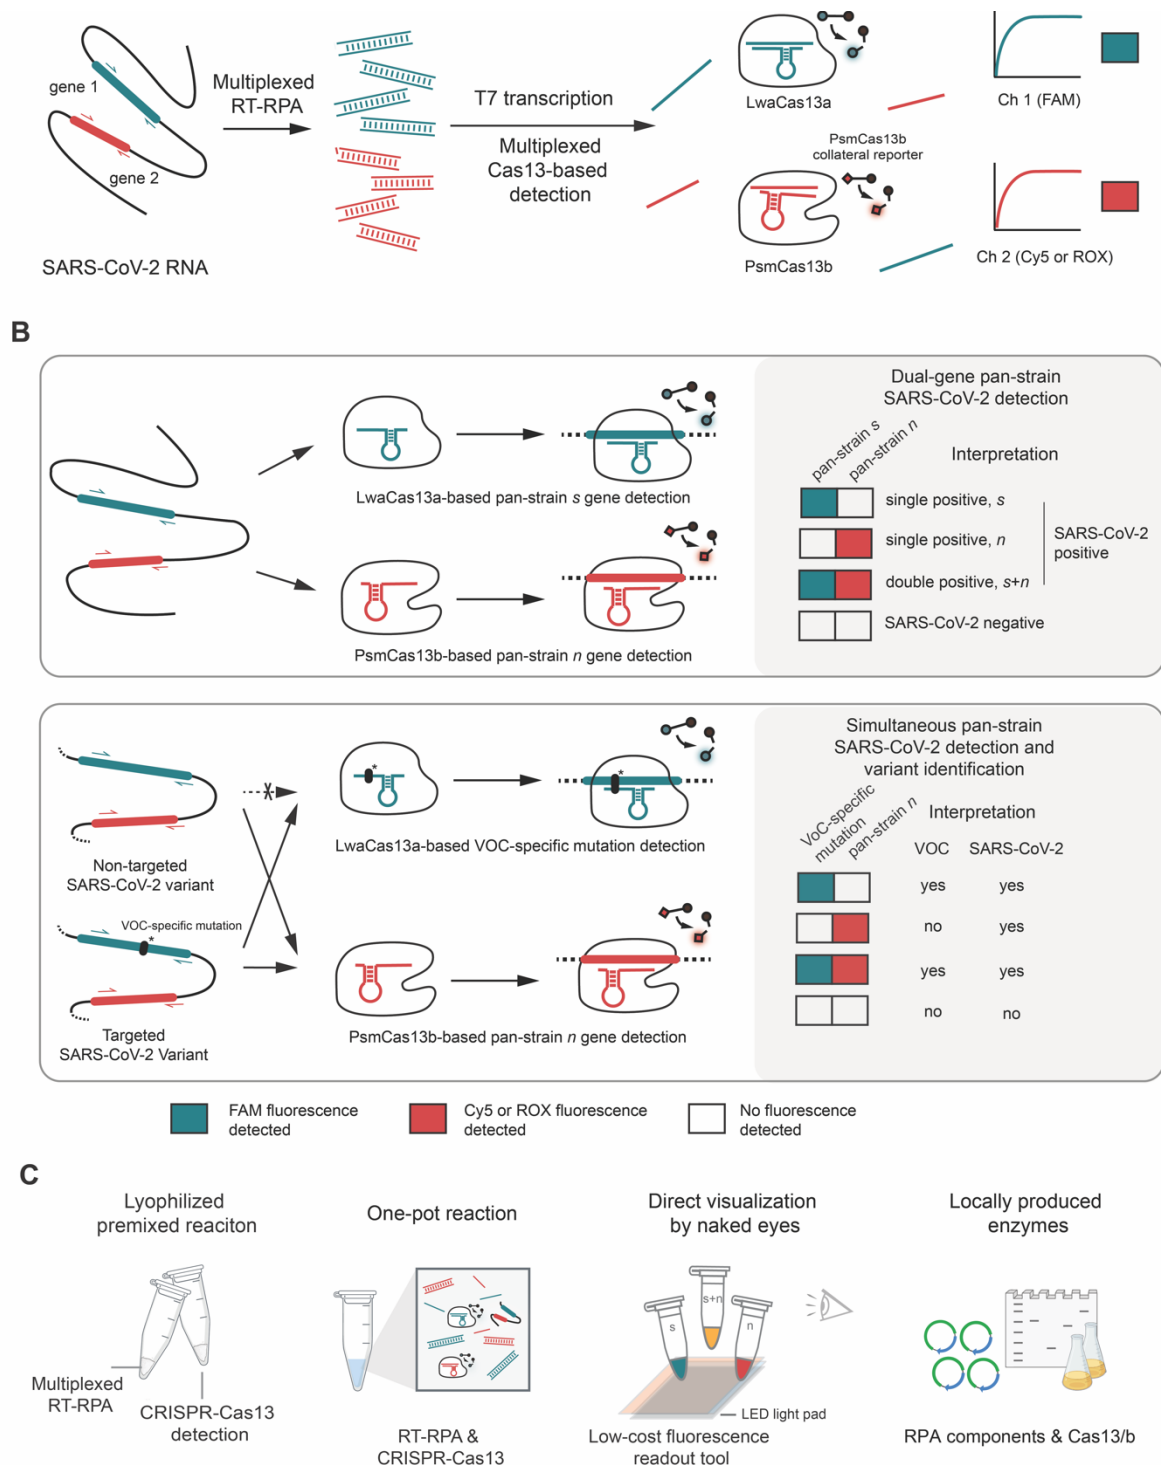 gene 1
gene 2
SARS-CoV-2 RNA
Multiplexed
RT-RPA
T7 transcription
Multiplexed
Cas13-based
detection
LwaCas13a
PsmCas13b
collateral reporter
PsmCas13b
Ch 1 (FAM)
Ch 2 (Cy5 or ROX)
B
LwaCas13a-based pan-strain s gene detection
PsmCas13b-based pan-strain n gene detection
Dual-gene pan-strain
SARS-CoV-2 detection
pan-strain s
pan-strain n
Interpretation
single positive, s
single positive, n
double positive, s+n
SARS-CoV-2
positive
SARS-CoV-2 negative
Non-targeted
SARS-CoV-2 variant
VOC-specific mutation
*
Targeted
SARS-CoV-2 Variant
*
*
LwaCas13a-based VOC-specific mutation detection
PsmCas13b-based pan-strain n gene detection
Simultaneous pan-strain
SARS-CoV-2 detection and
variant identification
VoC-specific
mutation
pan-strain n
Interpretation
VOC SARS-CoV-2
yes yes
no yes
yes yes
no no
FAM fluorescence
detected
Cy5 or ROX fluorescence
detected
No fluorescence
detected
C
Lyophilized
premixed reaciton
Multiplexed
RT-RPA
CRISPR-Cas13
detection
One-pot reaction
RT-RPA &
CRISPR-Cas13
Direct visualization
by naked eyes
s
s+n
n
LED light pad
Low-cost fluorescence
readout tool
Locally produced
enzymes
RPA components & Cas13/b